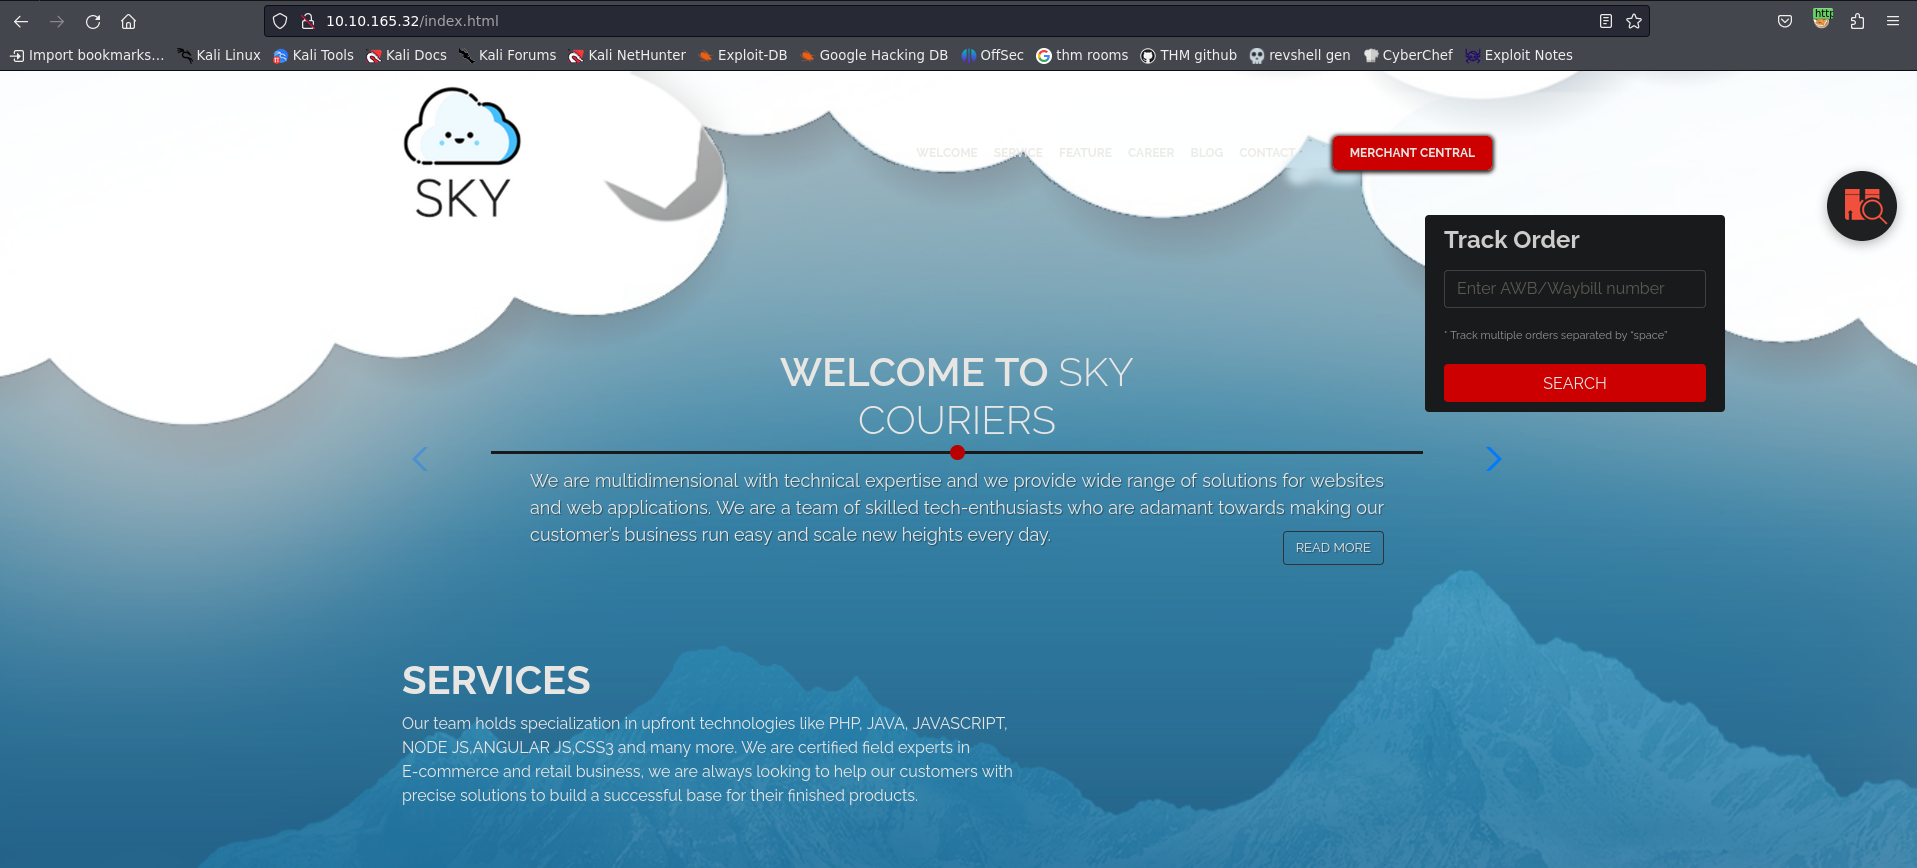 10.10.165.32/index.html
http
Import bookmarks... Kali Linux Kali Tools Kali Docs Kali Forums Kali NetHunter Exploit-DB Google Hacking DB OffSec thm rooms THM github revshell gen CyberChef Exploit Notes
SKY
WELCOME SERVICE FEATURE CAREER BLOG CONTACT MERCHANT CENTRAL
Track Order
Enter AWB/Waybill number
* Track multiple orders separated by "space"
SEARCH
WELCOME TO SKY
COURIERS
We are multidimensional with technical expertise and we provide wide range of solutions for websites
and web applications. We are a team of skilled tech-enthusiasts who are adamant towards making our
customer's business run easy and scale new heights every day.
READ MORE
SERVICES
Our team holds specialization in upfront technologies like PHP, JAVA, JAVASCRIPT,
NODE JS,ANGULAR JS,CSS3 and many more. We are certified field experts in
E-commerce and retail business, we are always looking to help our customers with
precise solutions to build a successful base for their finished products.